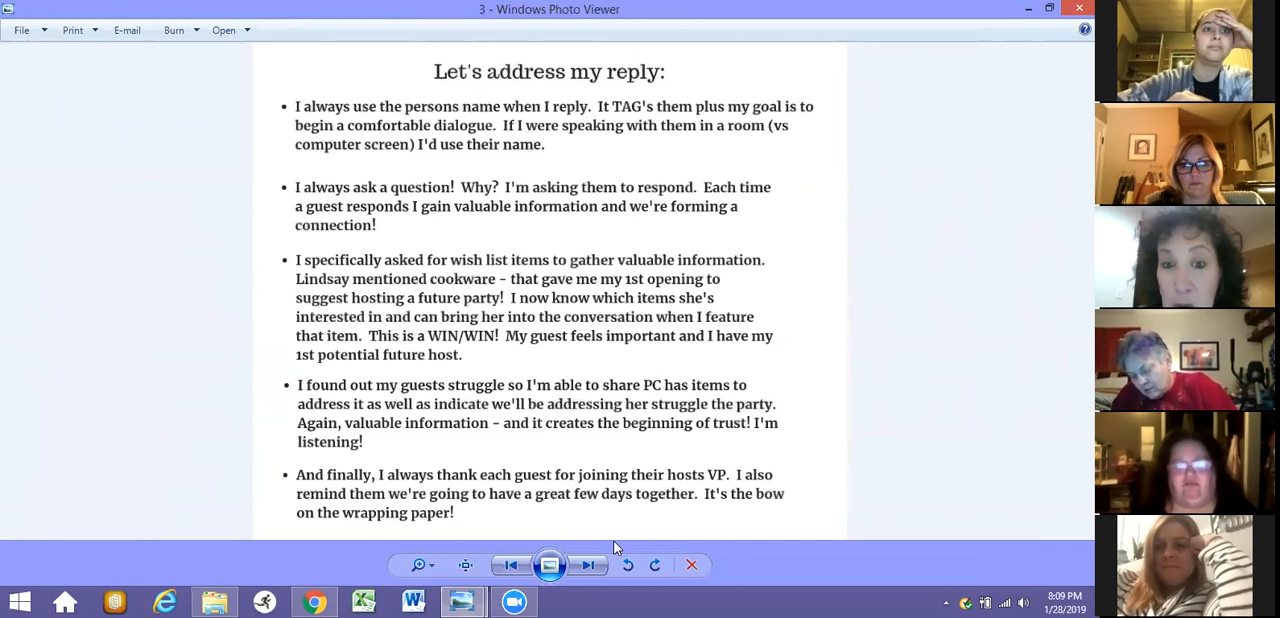 3 - Windows Photo Viewer
File Print E-mail Burn Open
Let's address my reply:
• I always use the persons name when I reply. It TAG's them plus my goal is to
begin a comfortable dialogue. If I were speaking with them in a room (vs
computer screen) I'd use their name.
• I always ask a question! Why? I'm asking them to respond. Each time
a guest responds I gain valuable information and we're forming a
connection!
• I specifically asked for wish list items to gather valuable information.
Lindsay mentioned cookware - that gave me my 1st opening to
suggest hosting a future party! I now know which items she's
interested in and can bring her into the conversation when I feature
that item. This is a WIN/WIN! My guest feels important and I have my
1st potential future host.
• I found out my guests struggle so I'm able to share PC has items to
address it as well as indicate we'll be addressing her struggle the party.
Again, valuable information - and it creates the beginning of trust! I'm
listening!
• And finally, I always thank each guest for joining their hosts VP. I also
remind them we're going to have a great few days together. It's the bow
on the wrapping paper!
8:09 PM
1/28/2019